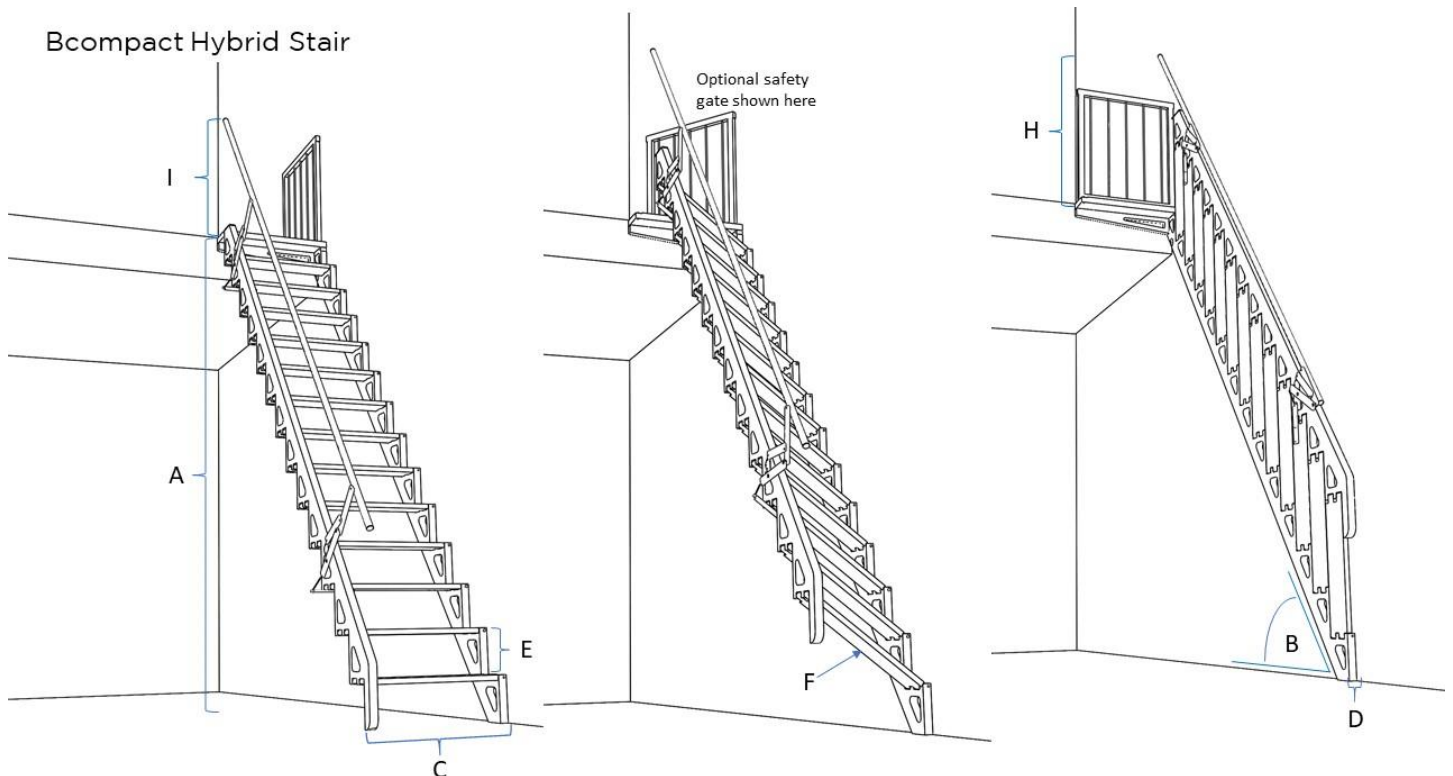 Bcompact Hybrid Stair
Optional safety
gate shown here
I
A
E
C
F
H
B
D